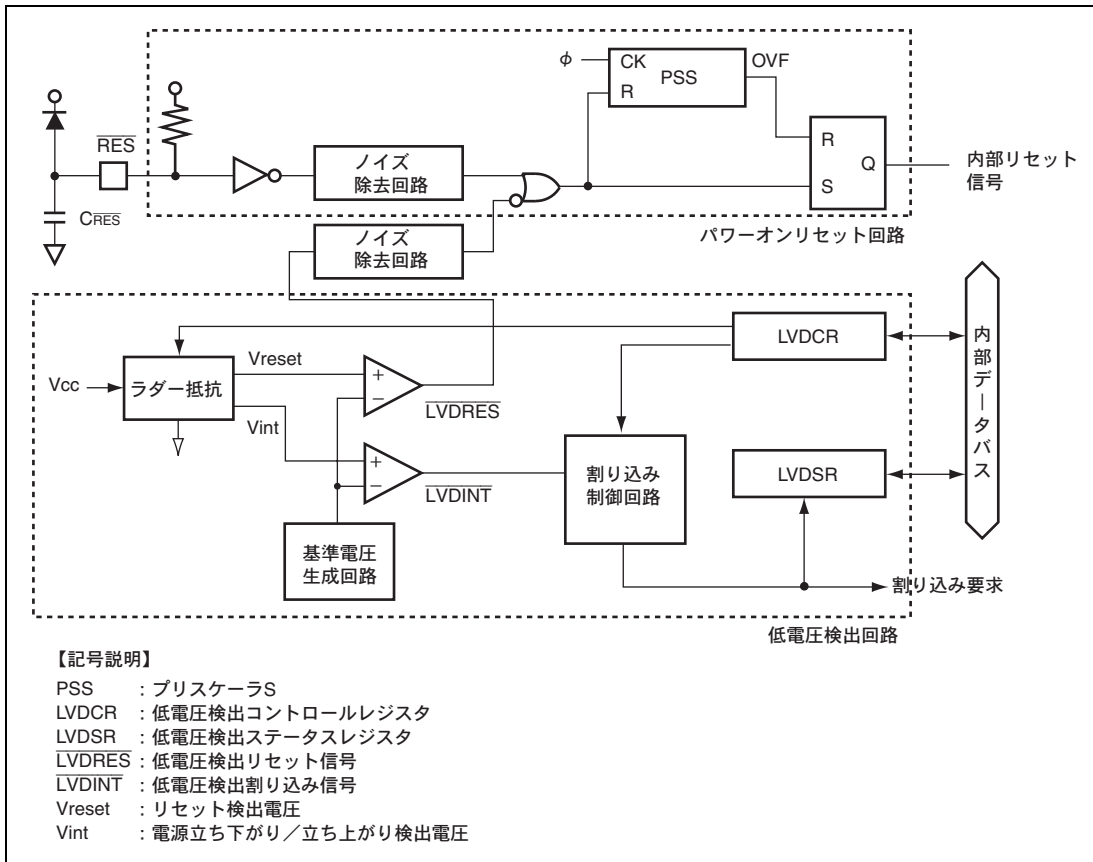 φ
CK
PSS
R
OVF
RES
CRES
ノイズ
除去回路
R
Q
S
内部リセット
信号
パワーオンリセット回路
ノイズ
除去回路
LVDCR
Vcc
ラダー抵抗
Vreset
+
−
LVDRES
Vint
+
−
LVDINT
割り込み
制御回路
LVDSR
内部データバス
基準電圧
生成回路
割り込み要求
低電圧検出回路
【記号説明】
PSS :プリスケーラS
LVDCR :低電圧検出コントロールレジスタ
LVDSR :低電圧検出ステータスレジスタ
LVDRES :低電圧検出リセット信号
LVDINT :低電圧検出割り込み信号
Vreset :リセット検出電圧
Vint :電源立ち下がり/立ち上がり検出電圧